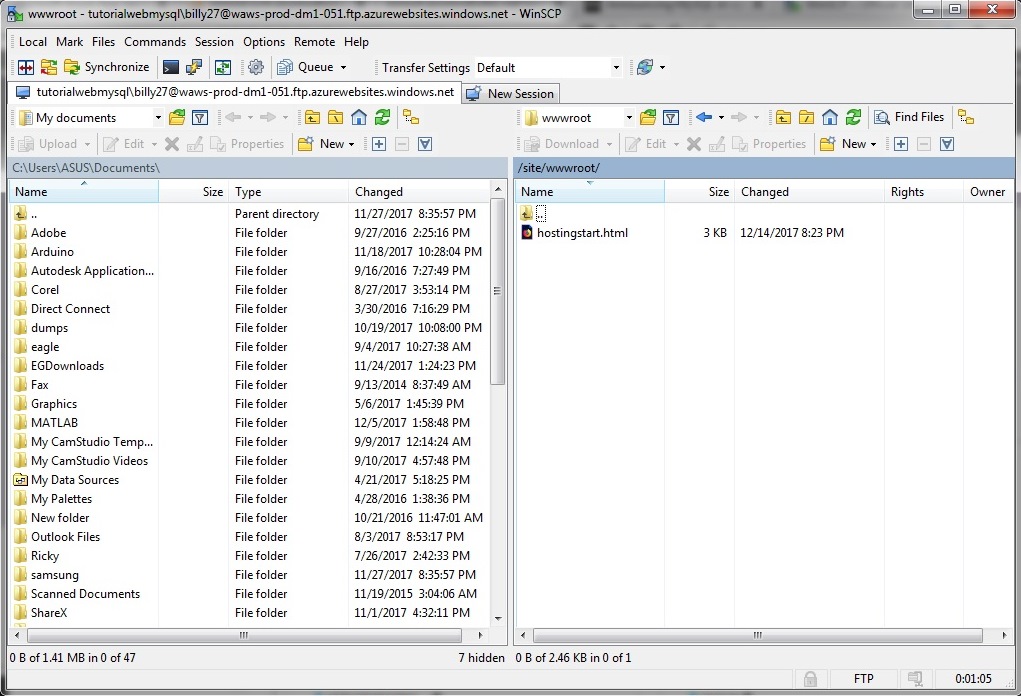 wwwroot - tutorialwebmysql\billy27@waws-prod-dm1-051.ftp.azurewebsites.windows.net - WinSCP
Local Mark Files Commands Session Options Remote Help
Synchronize Queue Transfer Settings Default
tutorialwebmysql\billy27@waws-prod-dm1-051.ftp.azurewebsites.windows.net New Session
My documents wwwroot Find Files
Upload Edit Properties New Download Edit Properties New
C:\Users\ASUS\Documents\ /site/wwwroot/
Name Size Type Changed Name Size Changed Rights Owner
.. Parent directory 11/27/2017 8:35:57 PM ..
Adobe File folder 9/27/2016 2:25:16 PM hostingstart.html 3 KB 12/14/2017 8:23 PM
Arduino File folder 11/18/2017 10:28:04 PM
Autodesk Application... File folder 9/16/2016 7:27:49 PM
Corel File folder 8/27/2017 3:53:14 PM
Direct Connect File folder 3/30/2016 7:16:29 PM
dumps File folder 10/19/2017 10:08:00 PM
eagle File folder 9/4/2017 10:27:38 AM
EGDownloads File folder 11/24/2017 1:24:23 PM
Fax File folder 9/13/2014 8:37:49 AM
Graphics File folder 5/6/2017 1:45:39 PM
MATLAB File folder 12/5/2017 1:58:48 PM
My CamStudio Temp... File folder 9/9/2017 12:14:24 AM
My CamStudio Videos File folder 9/10/2017 4:57:48 PM
My Data Sources File folder 4/21/2017 5:18:25 PM
My Palettes File folder 4/28/2016 1:38:36 PM
New folder File folder 10/21/2016 11:47:01 AM
Outlook Files File folder 8/3/2017 8:53:17 PM
Ricky File folder 7/26/2017 2:42:33 PM
samsung File folder 11/27/2017 8:35:57 PM
Scanned Documents File folder 11/19/2015 3:04:06 AM
ShareX File folder 11/1/2017 4:32:11 PM
0 B of 1.41 MB in 0 of 47 7 hidden 0 B of 2.46 KB in 0 of 1
FTP 0:01:05